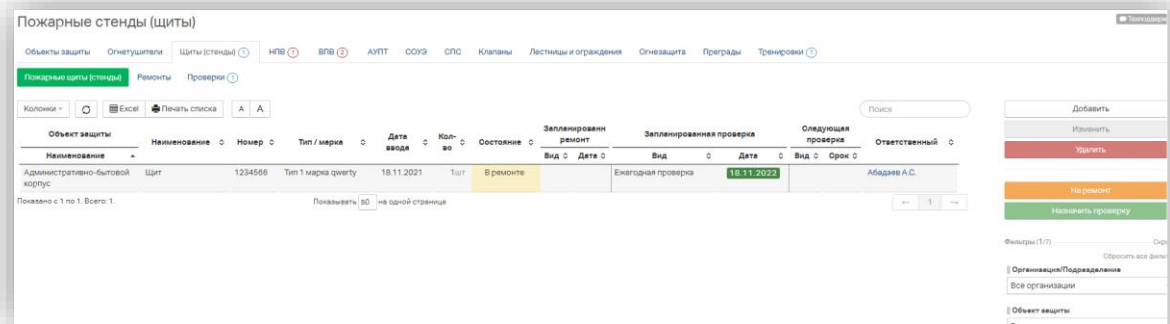 Пожарные стенды (щиты)
Объекты защиты Огнетушители Щиты (стенды) 1 НПВ 1 ВПВ 2 АУПТ СОУЭ СПС Клапаны Лестницы и ограждения Огнезащита Преграды Тренировки 1
Пожарные щиты (стенды) Ремонты Проверки 1
Колонки Excel Печать списка A A Поиск
Объект защиты Наименование Номер Тип / марка Дата ввода Кол-во Состояние Запланированн ремонт Запланированная проверка Следующая проверка Ответственный
Наименование Вид Дата Вид Дата Вид Срок
Административно-бытовой корпус Щит 1234566 Тип 1 марка qwerty 18.11.2021 1шт В ремонте Ежегодная проверка 18.11.2022 Абадаев А.С.
Показано с 1 по 1. Всего: 1. Показывать 50 на одной странице ← 1 →
Добавить
Изменить
Удалить
На ремонт
Назначить проверку
Фильтры (1/7)
Сбросить все
Организация/Подразделение
Все организации
Объект защиты